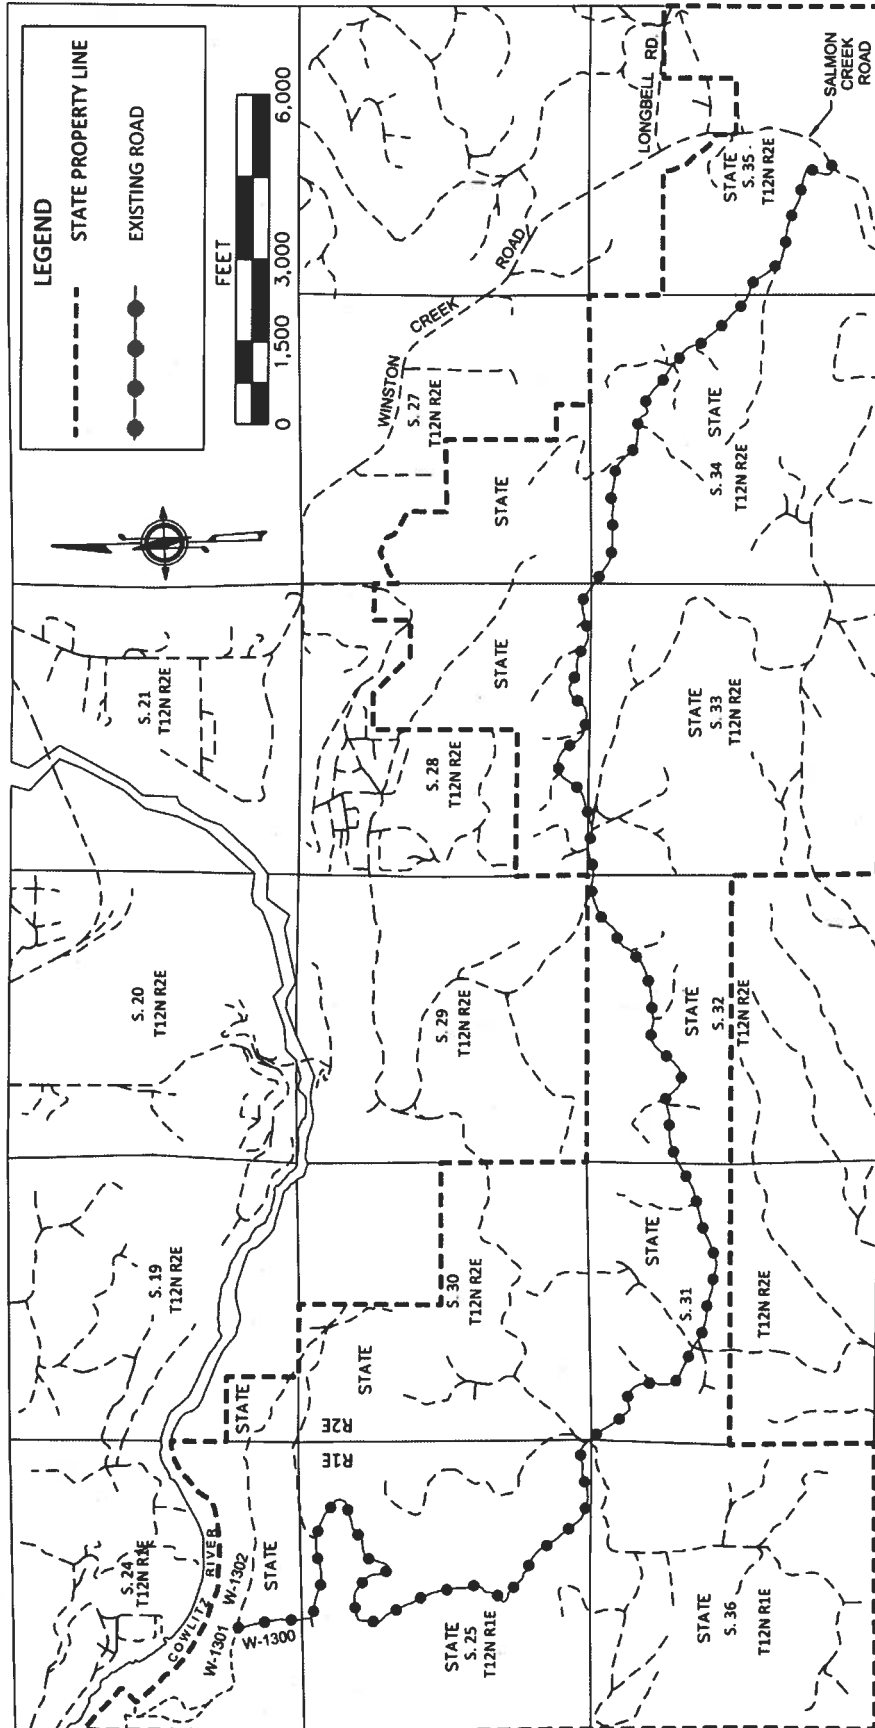 LEGEND
STATE PROPERTY LINE
EXISTING ROAD
FEET
0 1,500 3,000 6,000
S. 24
T12N R1E
COWLITZ RIVER
W-1301
W-1302
W-1300
STATE
STATE
S. 25
T12N R1E
STATE
S. 36
T12N R1E
R1E
R2E
S. 19
T12N R2E
STATE
STATE
S. 30
T12N R2E
STATE
S. 31
T12N R2E
S. 20
T12N R2E
S. 29
T12N R2E
STATE
S. 32
T12N R2E
S. 21
T12N R2E
S. 28
T12N R2E
STATE
STATE
S. 33
T12N R2E
WINSTON CREEK ROAD
S. 27
T12N R2E
STATE
STATE
S. 34
T12N R2E
LONGBELL RD.
STATE
S. 35
T12N R2E
SALMON
CREEK
ROAD